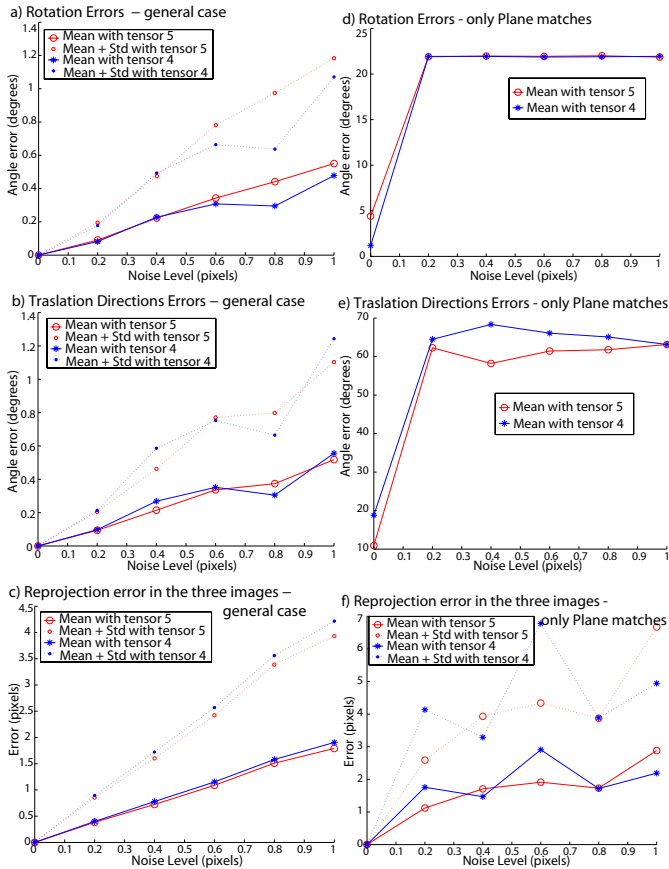 a) Rotation Errors – general case
1.4
1.2
1
0.8
0.6
0.4
0.2
0
Angle error (degrees)
Mean with tensor 5
Mean + Std with tensor 5
Mean with tensor 4
Mean + Std with tensor 4
0 0.1 0.2 0.3 0.4 0.5 0.6 0.7 0.8 0.9 1
Noise Level (pixels)
d) Rotation Errors - only Plane matches
25
20
15
10
5
0
Angle error (degrees)
Mean with tensor 5
Mean with tensor 4
0 0.1 0.2 0.3 0.4 0.5 0.6 0.7 0.8 0.9 1
Noise Level (pixels)
b) Traslation Directions Errors – general case
1.4
1.2
1
0.8
0.6
0.4
0.2
0
Angle error (degrees)
Mean with tensor 5
Mean + Std with tensor 5
Mean with tensor 4
Mean + Std with tensor 4
0 0.1 0.2 0.3 0.4 0.5 0.6 0.7 0.8 0.9 1
Noise Level (pixels)
e) Traslation Directions Errors - only Plane matches
70
60
50
40
30
20
10
Angle error (degrees)
Mean with tensor 5
Mean with tensor 4
0 0.1 0.2 0.3 0.4 0.5 0.6 0.7 0.8 0.9 1
Noise Level (pixels)
c) Reprojection error in the three images –
general case
4.5
4
3.5
3
2.5
2
1.5
1
0.5
0
Error (pixels)
Mean with tensor 5
Mean + Std with tensor 5
Mean with tensor 4
Mean + Std with tensor 4
0 0.1 0.2 0.3 0.4 0.5 0.6 0.7 0.8 0.9 1
Noise Level (pixels)
f) Reprojection error in the three images -
only Plane matches
7
6
5
4
3
2
1
0
Error (pixels)
Mean with tensor 5
Mean + Std with tensor 5
Mean with tensor 4
Mean + Std with tensor 4
0 0.1 0.2 0.3 0.4 0.5 0.6 0.7 0.8 0.9 1
Noise Level (pixels)